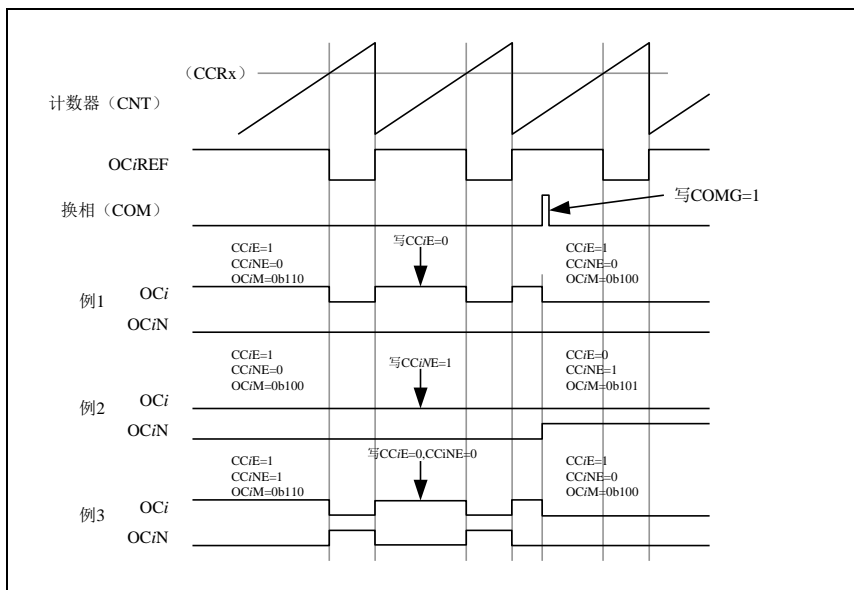 （CCRx）
计数器（CNT）
OCiREF
换相（COM）
写COMG=1
CCiE=1
CCiNE=0
OCiM=0b110
写CCiE=0
CCiE=1
CCiNE=0
OCiM=0b100
例1
OCi
OCiN
CCiE=1
CCiNE=0
OCiM=0b100
写CCiNE=1
CCiE=0
CCiNE=1
OCiM=0b101
例2
OCi
OCiN
CCiE=1
CCiNE=1
OCiM=0b110
写CCiE=0,CCiNE=0
CCiE=1
CCiNE=0
OCiM=0b100
例3
OCi
OCiN